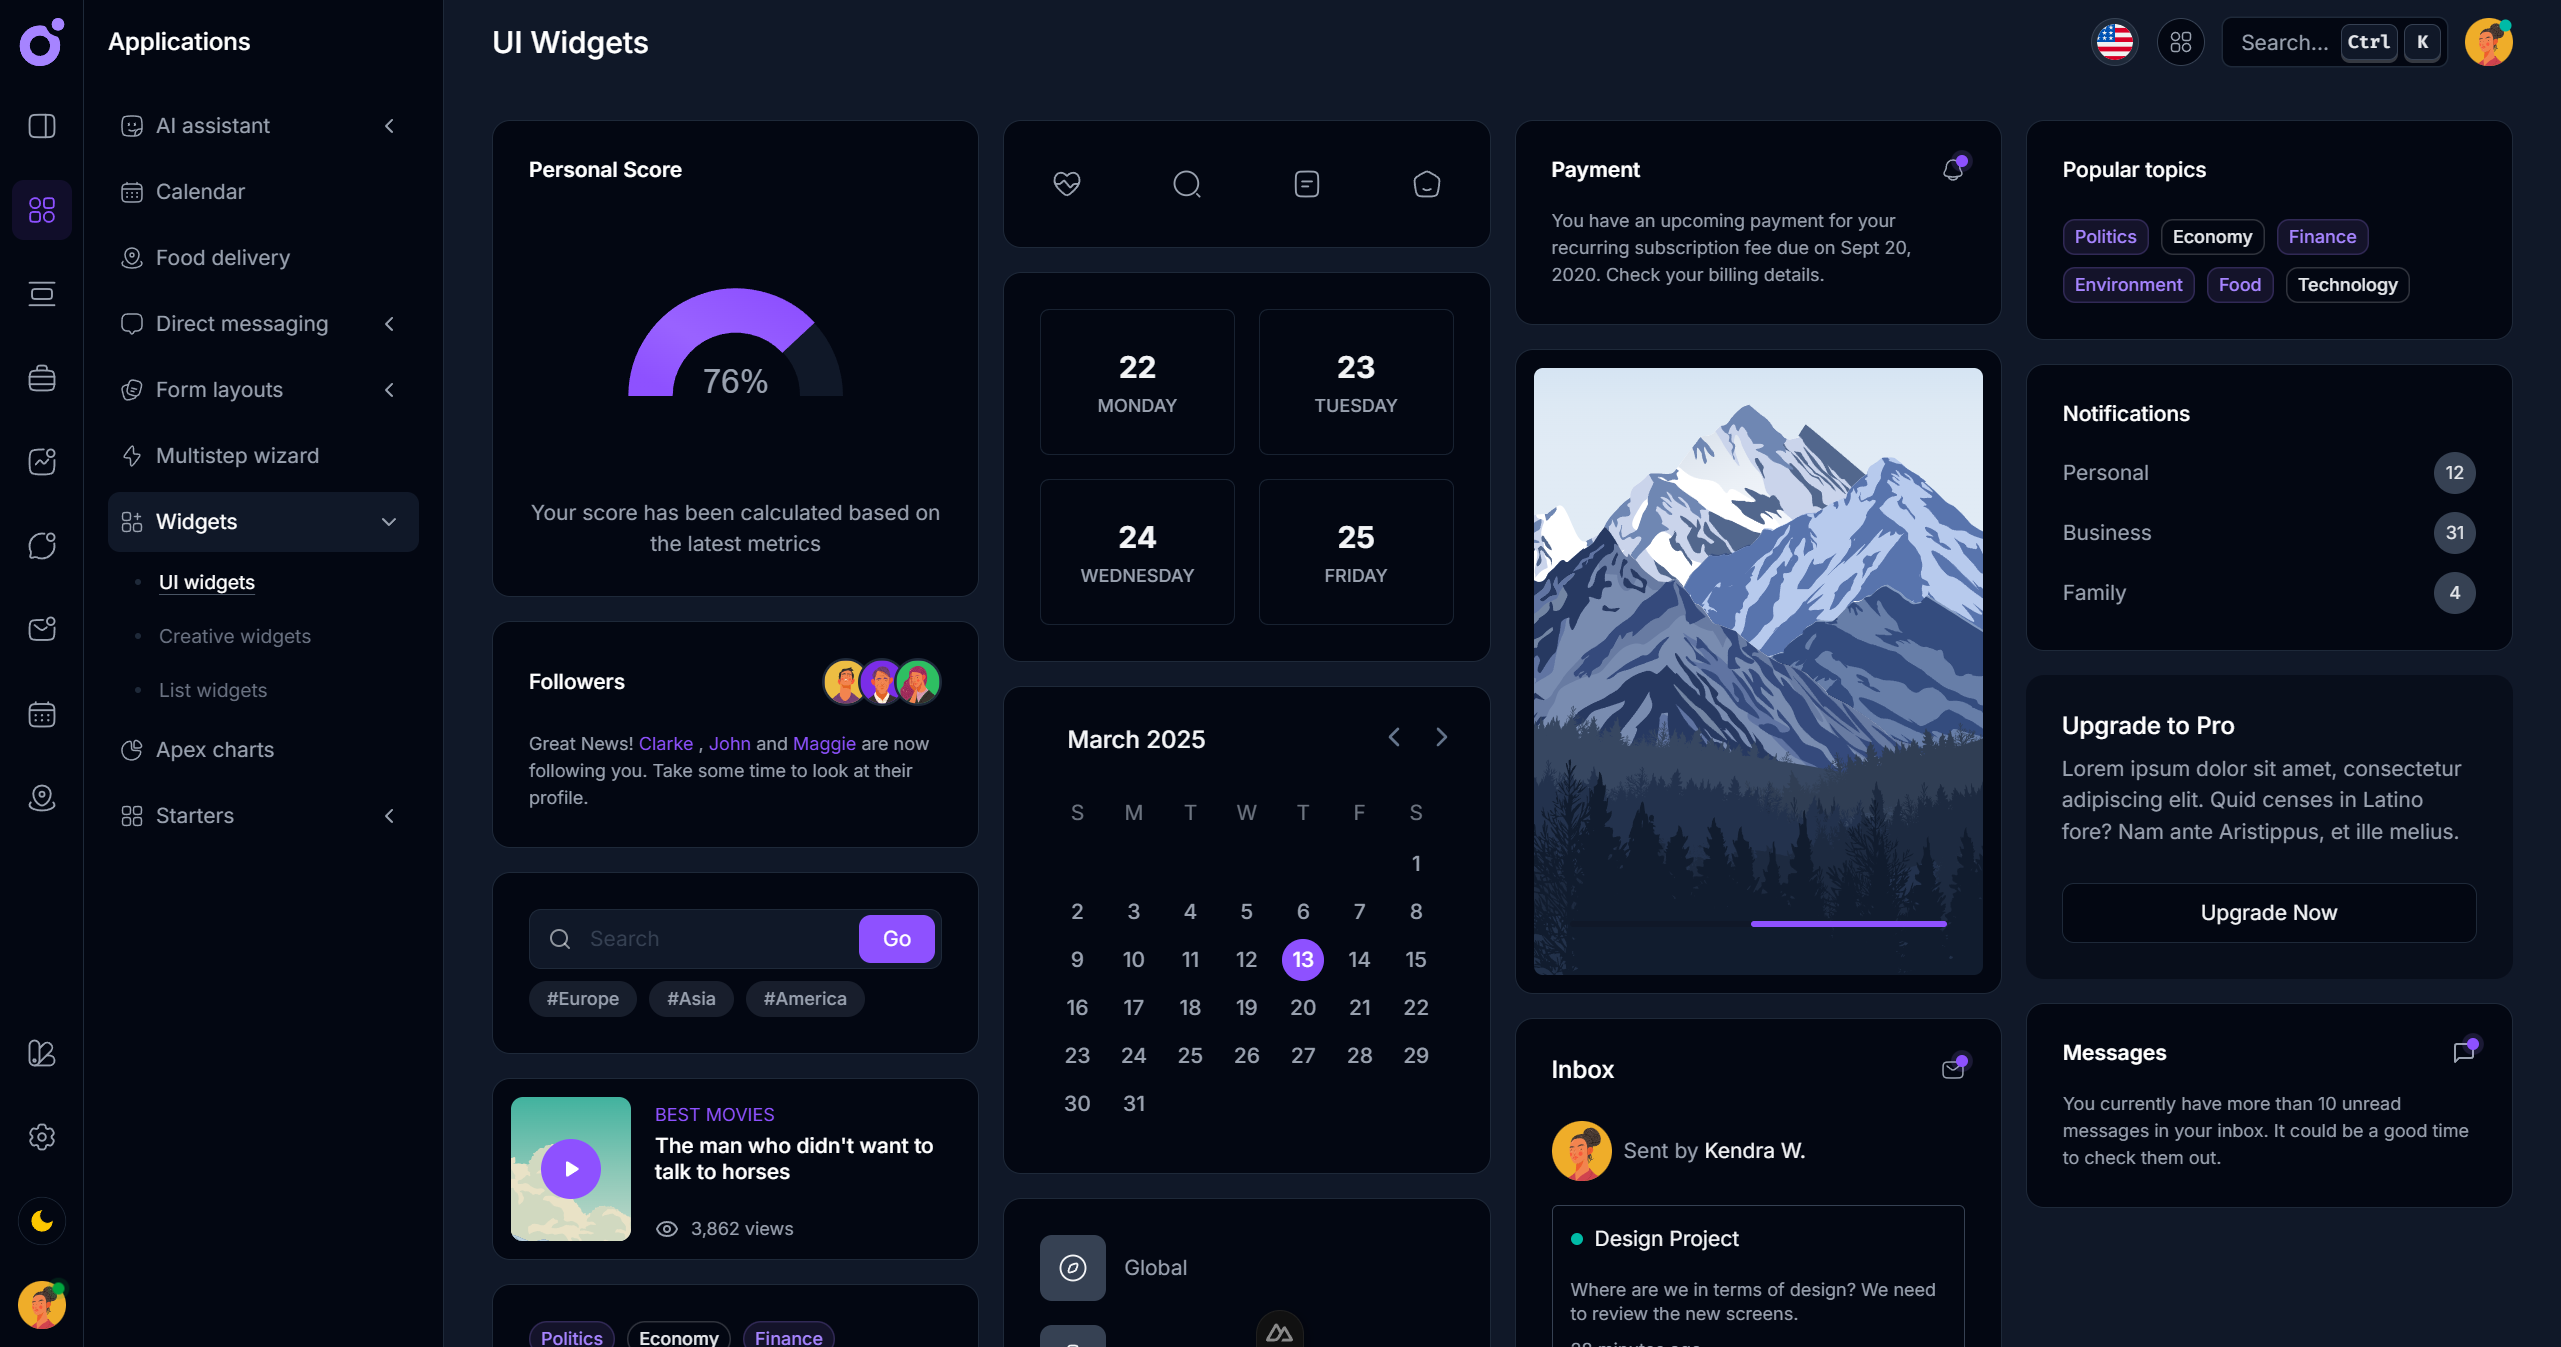 Applications
AI assistant
Calendar
Food delivery
Direct messaging
Form layouts
Multistep wizard
Widgets
UI widgets
Creative widgets
List widgets
Apex charts
Starters
UI Widgets
Search...
Ctrl
K
Personal Score
76%
Your score has been calculated based on
the latest metrics
Followers
Great News! Clarke , John and Maggie are now
following you. Take some time to look at their
profile.
Search
Go
#Europe #Asia #America
BEST MOVIES
The man who didn't want to
talk to horses
3,862 views
Politics Economy Finance
22
MONDAY
23
TUESDAY
24
WEDNESDAY
25
FRIDAY
March 2025
S M T W T F S
1
2 3 4 5 6 7 8
9 10 11 12 13 14 15
16 17 18 19 20 21 22
23 24 25 26 27 28 29
30 31
Global
Payment
You have an upcoming payment for your
recurring subscription fee due on Sept 20,
2020. Check your billing details.
Inbox
Sent by Kendra W.
Design Project
Where are we in terms of design? We need
to review the new screens.
Popular topics
Politics Economy Finance
Environment Food Technology
Notifications
Personal 12
Business 31
Family 4
Upgrade to Pro
Lorem ipsum dolor sit amet, consectetur
adipiscing elit. Quid censes in Latino
fore? Nam ante Aristippus, et ille melius.
Upgrade Now
Messages
You currently have more than 10 unread
messages in your inbox. It could be a good time
to check them out.